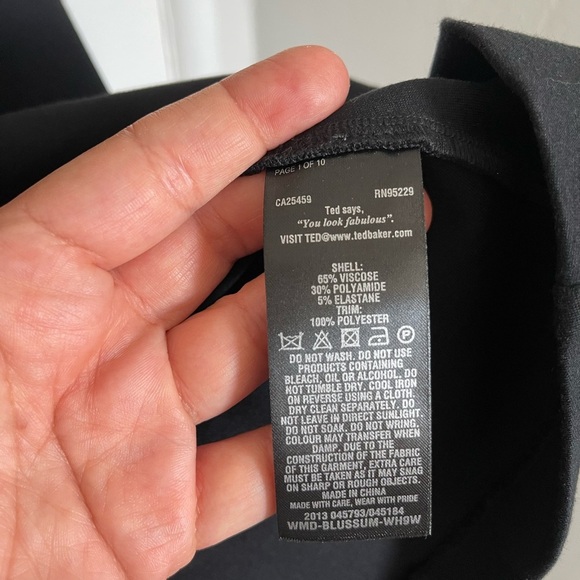 PAGE 1 OF 10
CA25459 RN95229
Ted says,
"You look fabulous".
VISIT TED@www.tedbaker.com
SHELL:
65% VISCOSE
30% POLYAMIDE
5% ELASTANE
TRIM:
100% POLYESTER
P
DO NOT WASH. DO NOT USE
PRODUCTS CONTAINING
BLEACH, OIL OR ALCOHOL. DO
NOT TUMBLE DRY. COOL IRON
ON REVERSE USING A CLOTH.
DRY CLEAN SEPARATELY. DO
NOT LEAVE IN DIRECT SUNLIGHT.
DO NOT SOAK. DO NOT WRING.
COLOUR MAY TRANSFER WHEN
DAMP. DUE TO THE
CONSTRUCTION OF THE FABRIC
OF THIS GARMENT, EXTRA CARE
MUST BE TAKEN AS IT MAY SNAG
ON SHARP OR ROUGH OBJECTS.
MADE IN CHINA
MADE WITH CARE, WEAR WITH PRIDE
2013 045793/045184
WMD-BLUSSUM-WH9W